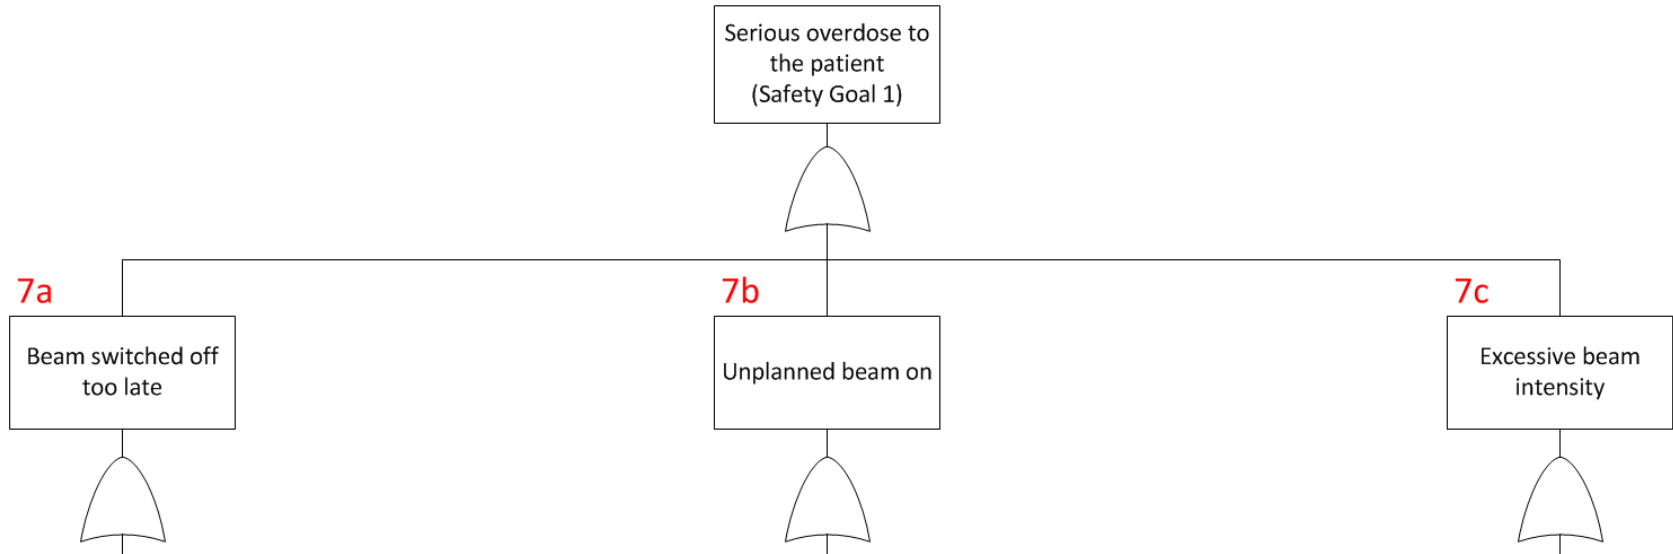 Serious overdose to
the patient
(Safety Goal 1)
7a
7b
7c
Beam switched off
too late
Unplanned beam on
Excessive beam
intensity